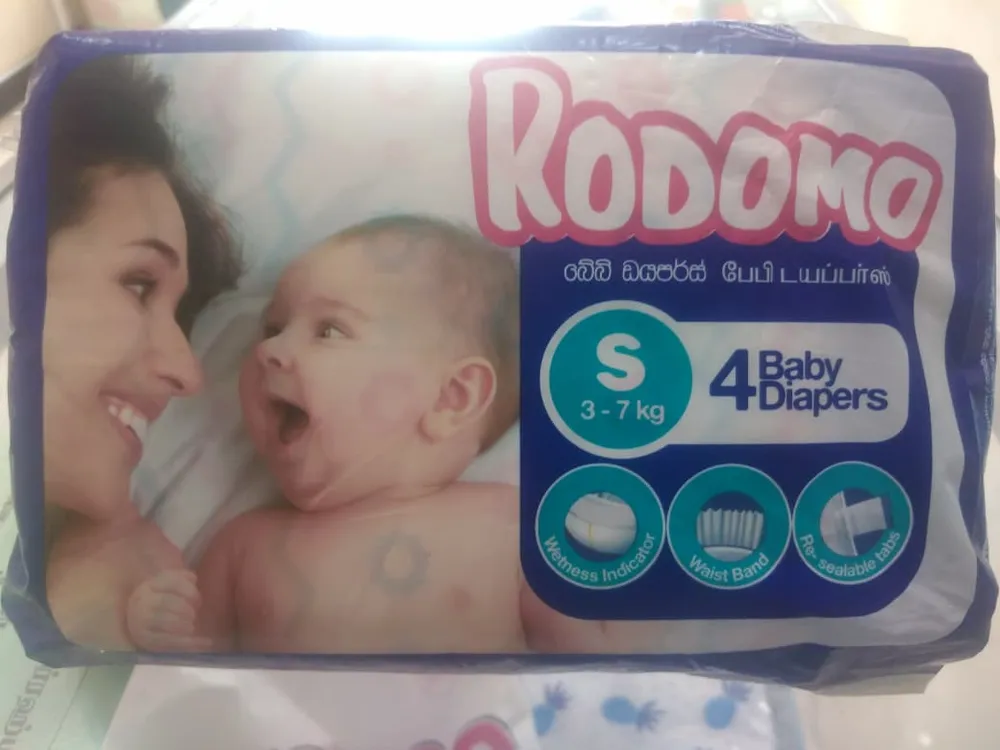 RODOMO
බේබි ඩයපර්ස් பேபி டயப்பர்ஸ்
S
3 - 7 kg
4 Baby
Diapers
Wetness Indicator
Waist Band
Re- sealable tabs